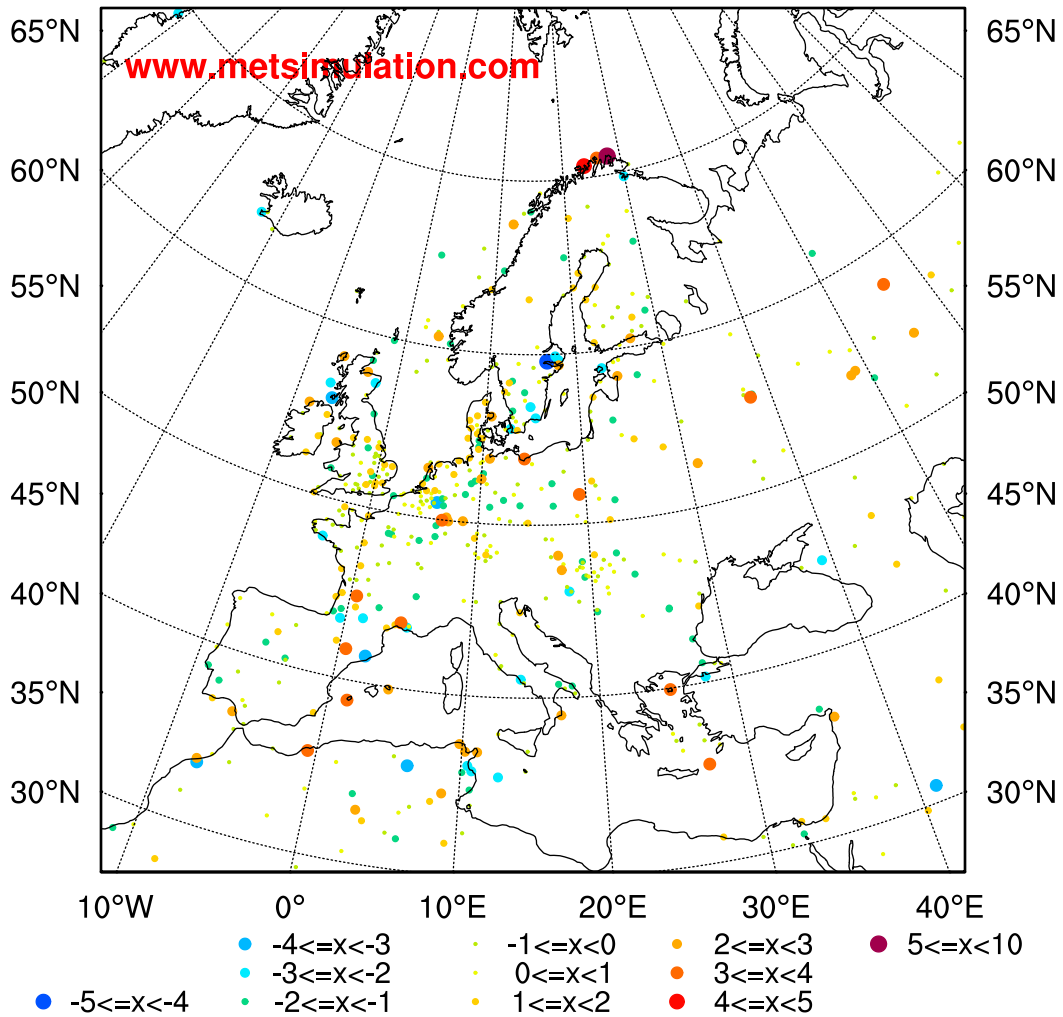 65°N 65°N
www.metsimulation.com
60°N 60°N
55°N 55°N
50°N 50°N
45°N 45°N
40°N 40°N
35°N 35°N
30°N 30°N
10°W 0° 10°E 20°E 30°E 40°E
-4<=x<-3 -1<=x<0 2<=x<3 5<=x<10
-3<=x<-2 0<=x<1 3<=x<4
-5<=x<-4 -2<=x<-1 1<=x<2 4<=x<5